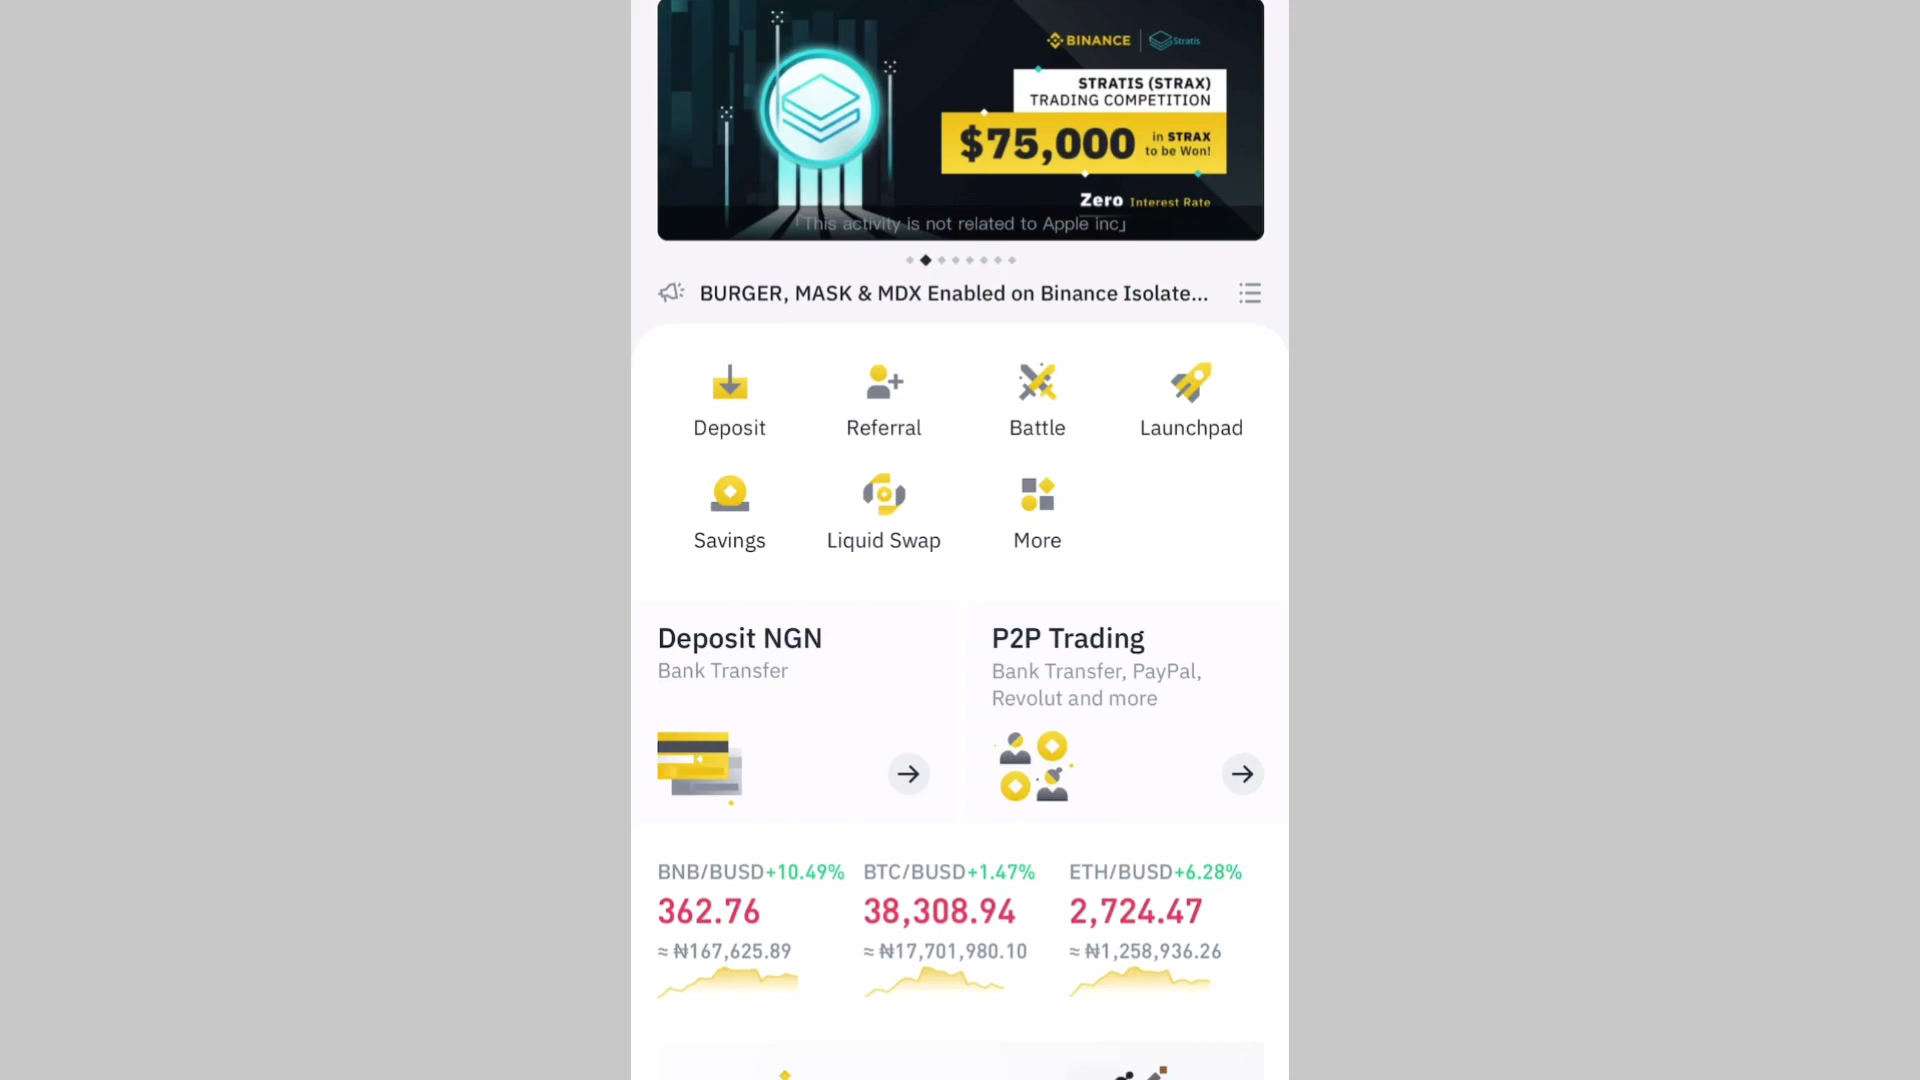 BINANCE
Stratis
STRATIS (STRAX)
TRADING COMPETITION
$75,000
in STRAX
to be Won!
Zero Interest Rate
「This activity is not related to Apple inc」
BURGER, MASK & MDX Enabled on Binance Isolate...
Deposit
Referral
Battle
Launchpad
Savings
Liquid Swap
More
Deposit NGN
Bank Transfer
P2P Trading
Bank Transfer, PayPal,
Revolut and more
BNB/BUSD+10.49%
362.76
≈ ₦167,625.89
BTC/BUSD+1.47%
38,308.94
≈ ₦17,701,980.10
ETH/BUSD+6.28%
2,724.47
≈ ₦1,258,936.26